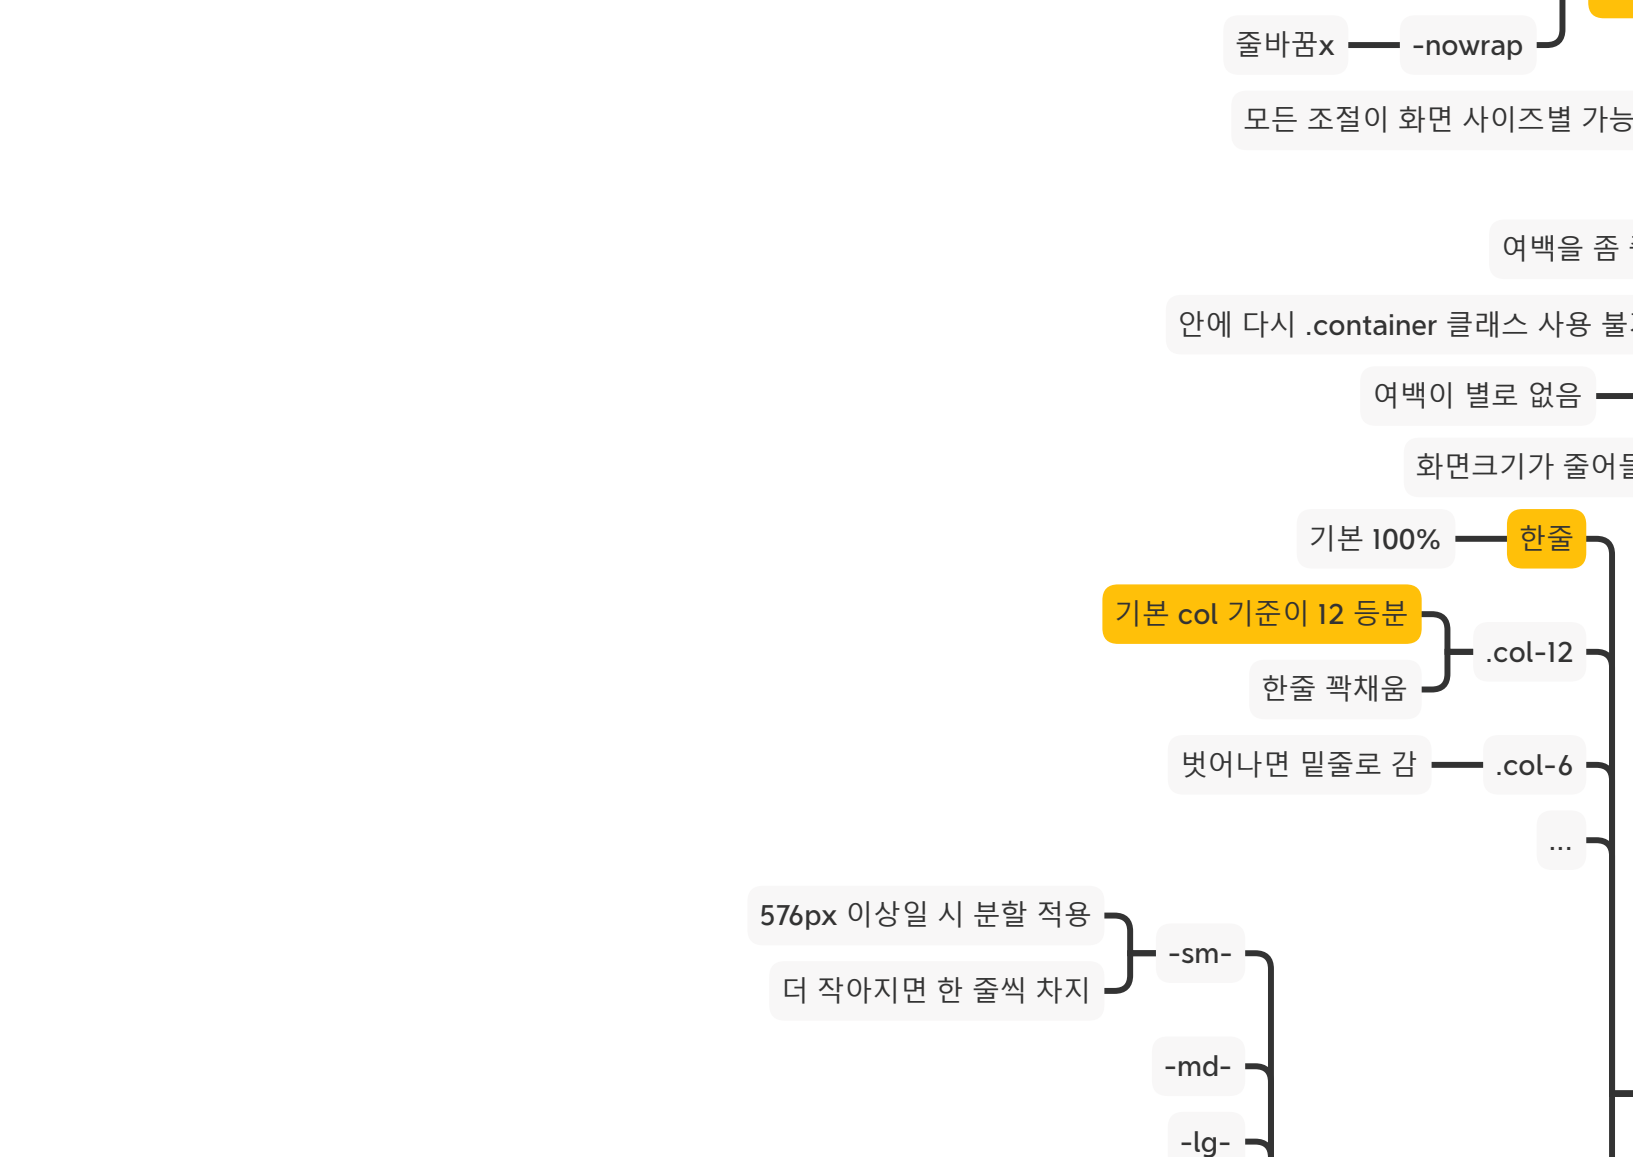 줄바꿈x
-nowrap
모든 조절이 화면 사이즈별 가능
여백을 좀
안에 다시 .container 클래스 사용
여백이 별로 없음
화면크기가
기본 100%
한줄
기본 col 기준이 12 등분
.col-12
한줄 꽉채움
벗어나면 밑줄로 감
.col-6
...
576px 이상일 시 분할 적용
-sm-
더 작아지면 한 줄씩 차지
-md-
-lg-